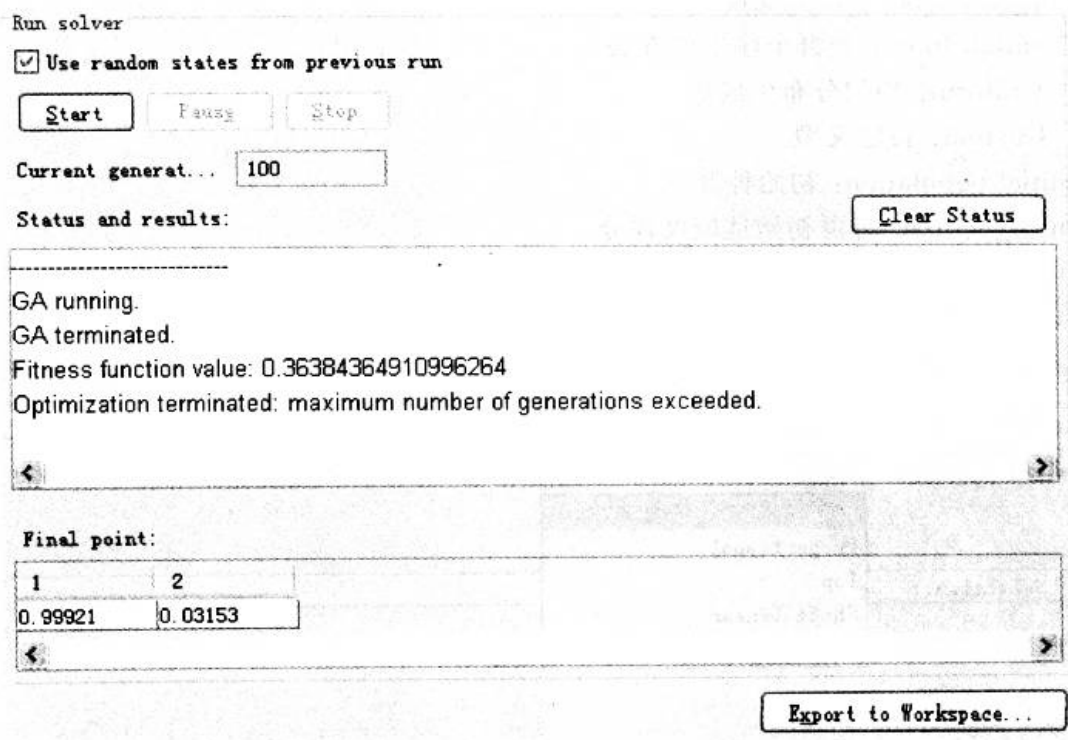 Run solver
Use random states from previous run
Start Pause Stop
Current generat... 100
Status and results: Clear Status
---------------------------
GA running.
GA terminated.
Fitness function value: 0.36384364910996264
Optimization terminated: maximum number of generations exceeded.
Final point:
1 2
0.99921 0.03153
Export to Workspace...